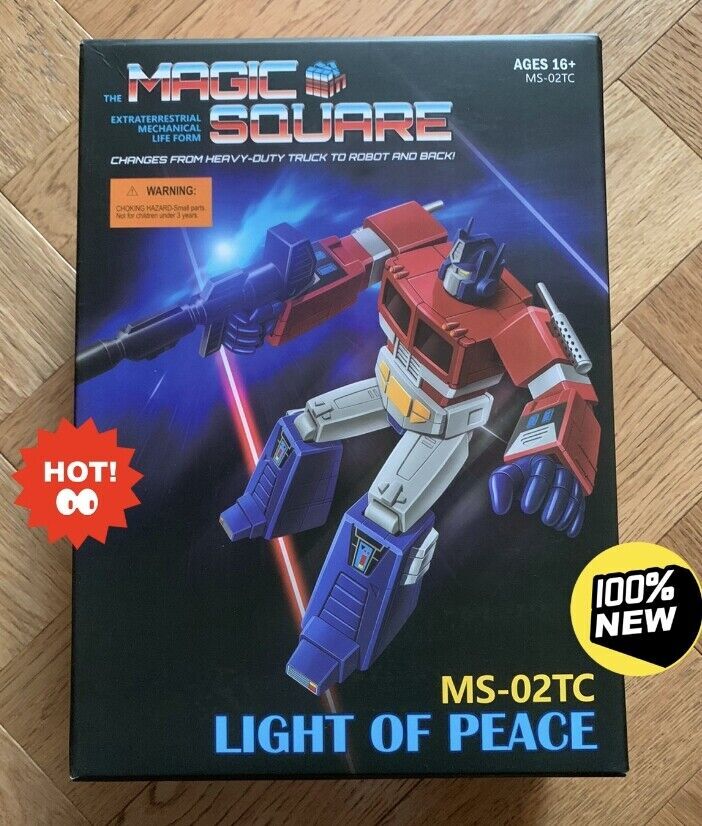 THE MAGIC
SQUARE
EXTRATERRESTRIAL
MECHANICAL
LIFE FORM
CHANGES FROM HEAVY-DUTY TRUCK TO ROBOT AND BACK!
AGES 16+
MS-02TC
⚠ WARNING:
CHOKING HAZARD-Small parts.
Not for children under 3 years.
HOT!
100%
NEW
MS-02TC
LIGHT OF PEACE